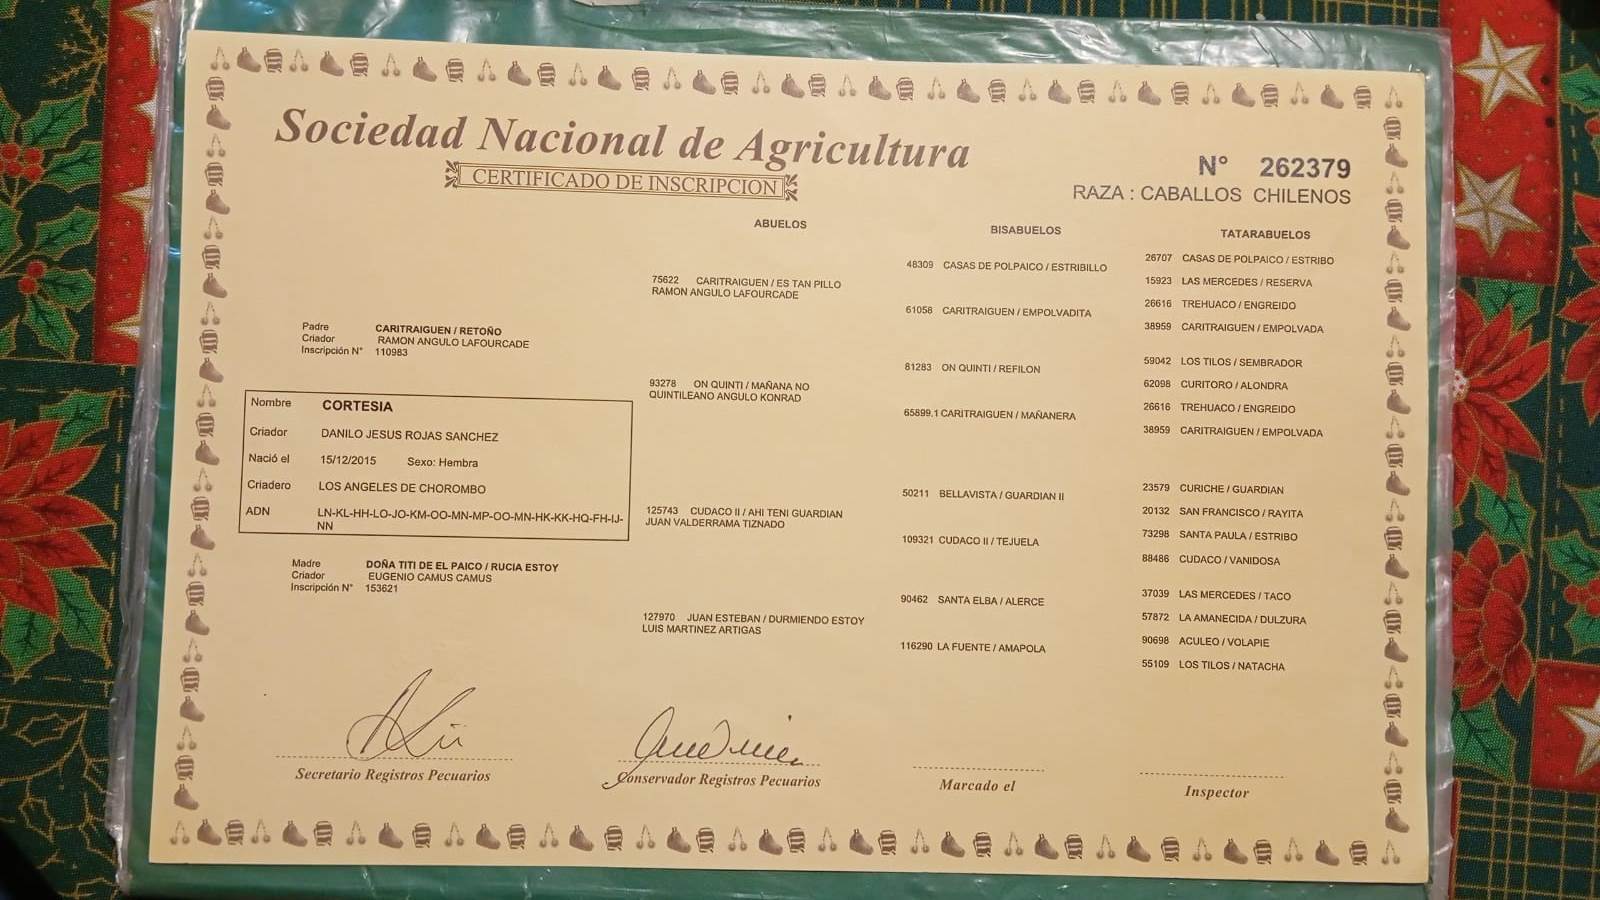 Sociedad Nacional de Agricultura
CERTIFICADO DE INSCRIPCION
N° 262379
RAZA : CABALLOS CHILENOS
ABUELOS
BISABUELOS
TATARABUELOS
Padre CARITRAIGUEN / RETOÑO
Criador RAMON ANGULO LAFOURCADE
Inscripción N° 110983
Nombre CORTESIA
Criador DANILO JESUS ROJAS SANCHEZ
Nació el 15/12/2015 Sexo: Hembra
Criadero LOS ANGELES DE CHOROMBO
ADN LN-KL-HH-LO-JO-KM-OO-MN-MP-OO-MN-HK-KK-HQ-FH-IJ-
NN
Madre DOÑA TITI DE EL PAICO / RUCIA ESTOY
Criador EUGENIO CAMUS CAMUS
Inscripción N° 153621
75622 CARITRAIGUEN / ES TAN PILLO
RAMON ANGULO LAFOURCADE
93278 ON QUINTI / MAÑANA NO
QUINTILEANO ANGULO KONRAD
125743 CUDACO II / AHI TENI GUARDIAN
JUAN VALDERRAMA TIZNADO
127970 JUAN ESTEBAN / DURMIENDO ESTOY
LUIS MARTINEZ ARTIGAS
48309 CASAS DE POLPAICO / ESTRIBILLO
61058 CARITRAIGUEN / EMPOLVADITA
81283 ON QUINTI / REFILON
65899.1 CARITRAIGUEN / MAÑANERA
50211 BELLAVISTA / GUARDIAN II
109321 CUDACO II / TEJUELA
90462 SANTA ELBA / ALERCE
116290 LA FUENTE / AMAPOLA
26707 CASAS DE POLPAICO / ESTRIBO
15923 LAS MERCEDES / RESERVA
26616 TREHUACO / ENGREIDO
38959 CARITRAIGUEN / EMPOLVADA
59042 LOS TILOS / SEMBRADOR
62098 CURITORO / ALONDRA
26616 TREHUACO / ENGREIDO
38959 CARITRAIGUEN / EMPOLVADA
23579 CURICHE / GUARDIAN
20132 SAN FRANCISCO / RAYITA
73298 SANTA PAULA / ESTRIBO
88486 CUDACO / VANIDOSA
37039 LAS MERCEDES / TACO
57872 LA AMANECIDA / DULZURA
90698 ACULEO / VOLAPIE
55109 LOS TILOS / NATACHA
Secretario Registros Pecuarios
Conservador Registros Pecuarios
Marcado el
Inspector